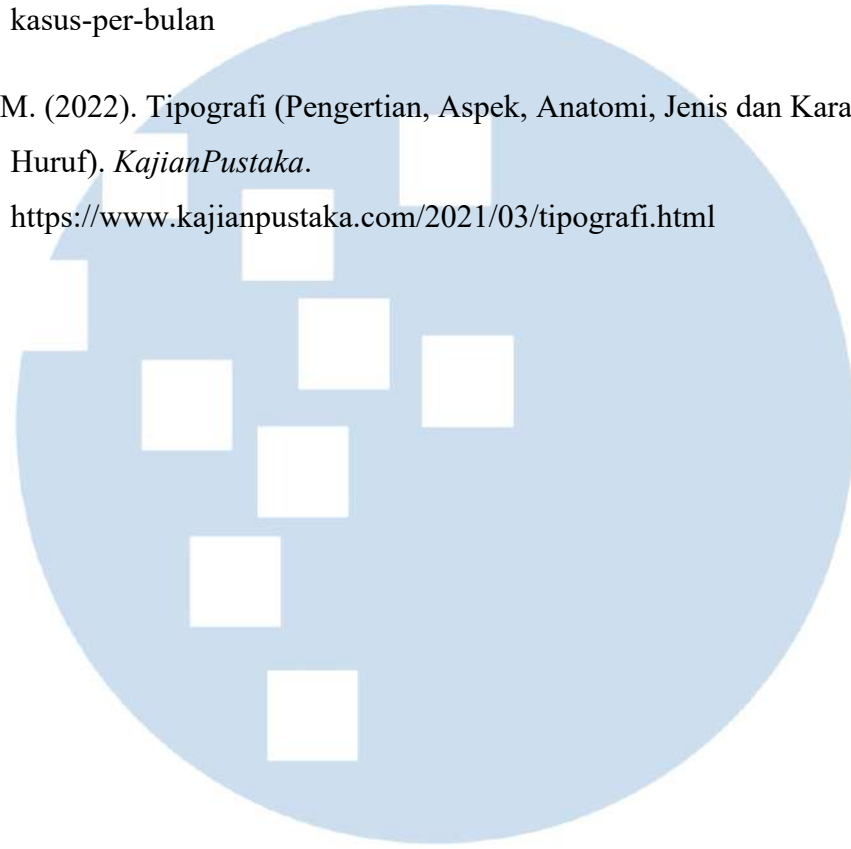 kasus-per-bulan
M. (2022). Tipografi (Pengertian, Aspek, Anatomi, Jenis dan Kara
Huruf). KajianPustaka.
https://www.kajianpustaka.com/2021/03/tipografi.html